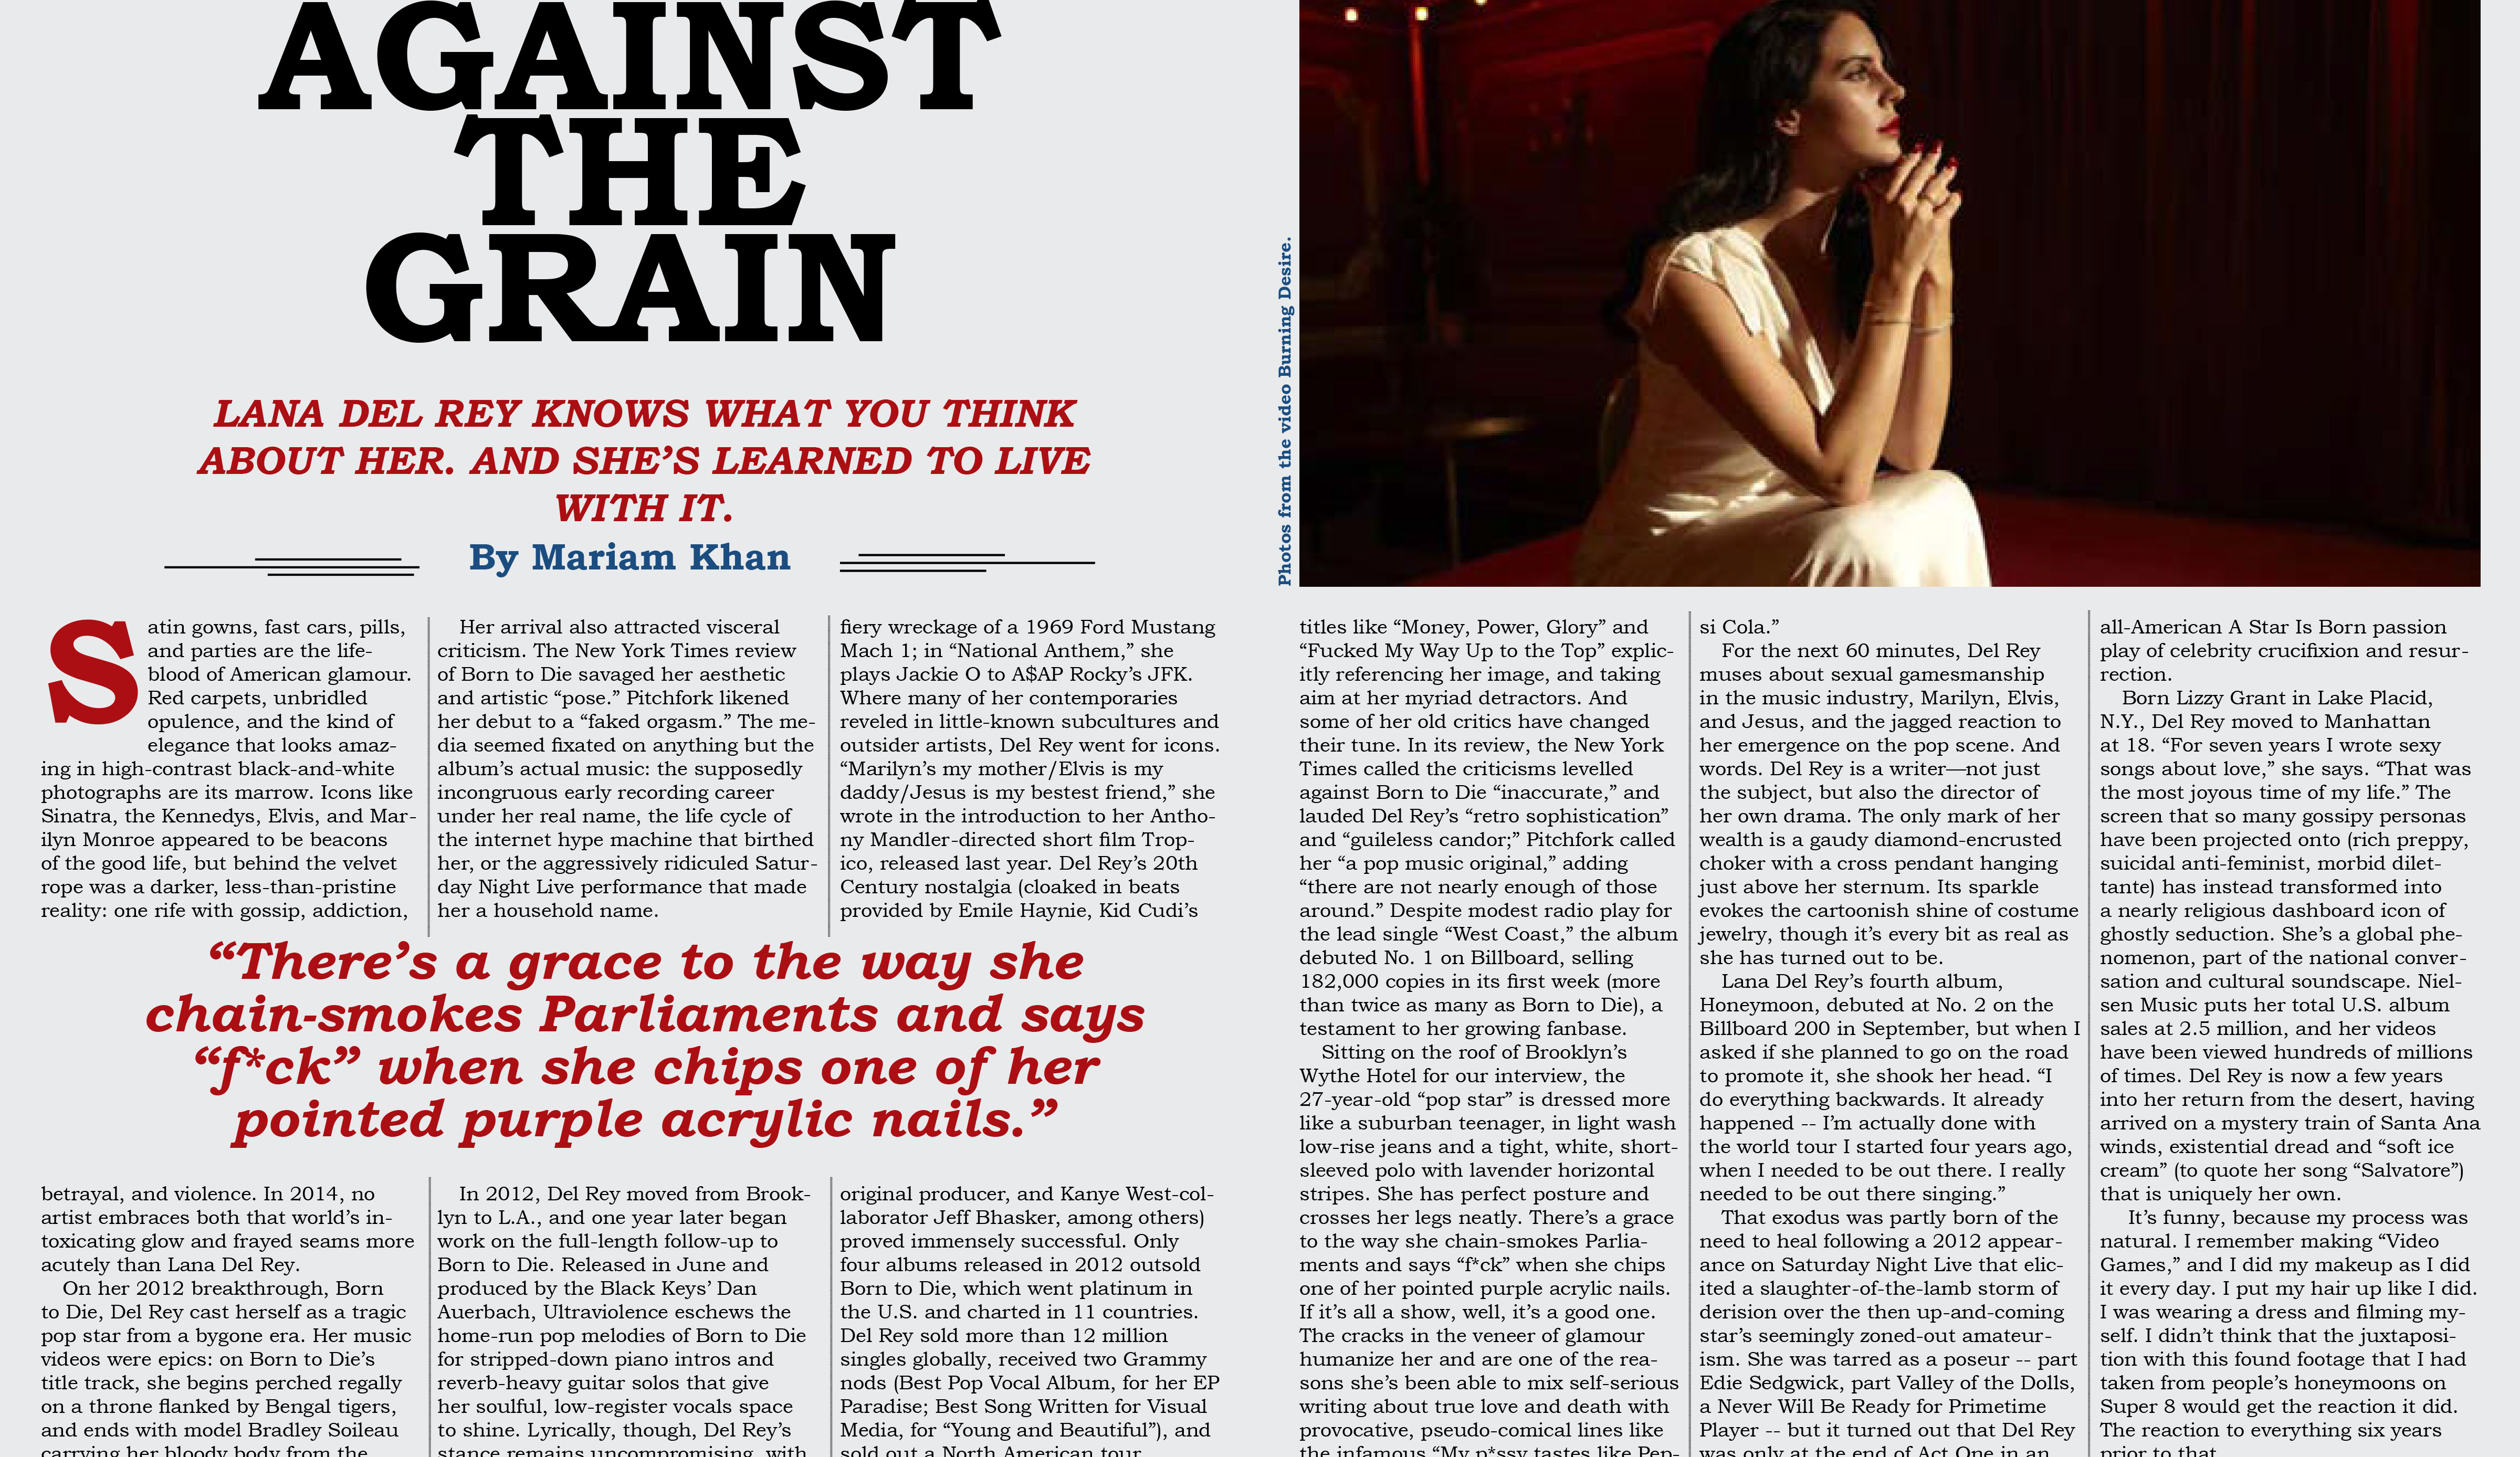 AGAINST
THE
GRAIN
LANA DEL REY KNOWS WHAT YOU THINK
ABOUT HER. AND SHE’S LEARNED TO LIVE
WITH IT.
By Mariam Khan
Satin gowns, fast cars, pills,
and parties are the life-
blood of American glamour.
Red carpets, unbridled
opulence, and the kind of
elegance that looks amaz-
ing in high-contrast black-and-white
photographs are its marrow. Icons like
Sinatra, the Kennedys, Elvis, and Mar-
ilyn Monroe appeared to be beacons
of the good life, but behind the velvet
rope was a darker, less-than-pristine
reality: one rife with gossip, addiction,
betrayal, and violence. In 2014, no
artist embraces both that world’s in-
toxicating glow and frayed seams more
acutely than Lana Del Rey.
On her 2012 breakthrough, Born
to Die, Del Rey cast herself as a tragic
pop star from a bygone era. Her music
videos were epics: on Born to Die’s
title track, she begins perched regally
on a throne flanked by Bengal tigers,
and ends with model Bradley Soileau
carrying her bloody body from the
Her arrival also attracted visceral
criticism. The New York Times review
of Born to Die savaged her aesthetic
and artistic “pose.” Pitchfork likened
her debut to a “faked orgasm.” The me-
dia seemed fixated on anything but the
album’s actual music: the supposedly
incongruous early recording career
under her real name, the life cycle of
the internet hype machine that birthed
her, or the aggressively ridiculed Satur-
day Night Live performance that made
her a household name.
In 2012, Del Rey moved from Brook-
lyn to L.A., and one year later began
work on the full-length follow-up to
Born to Die. Released in June and
produced by the Black Keys’ Dan
Auerbach, Ultraviolence eschews the
home-run pop melodies of Born to Die
for stripped-down piano intros and
reverb-heavy guitar solos that give
her soulful, low-register vocals space
to shine. Lyrically, though, Del Rey’s
stance remains uncompromising, with
fiery wreckage of a 1969 Ford Mustang
Mach 1; in “National Anthem,” she
plays Jackie O to A$AP Rocky’s JFK.
Where many of her contemporaries
reveled in little-known subcultures and
outsider artists, Del Rey went for icons.
“Marilyn’s my mother/Elvis is my
daddy/Jesus is my bestest friend,” she
wrote in the introduction to her Antho-
ny Mandler-directed short film Trop-
ico, released last year. Del Rey’s 20th
Century nostalgia (cloaked in beats
provided by Emile Haynie, Kid Cudi’s
original producer, and Kanye West-col-
laborator Jeff Bhasker, among others)
proved immensely successful. Only
four albums released in 2012 outsold
Born to Die, which went platinum in
the U.S. and charted in 11 countries.
Del Rey sold more than 12 million
singles globally, received two Grammy
nods (Best Pop Vocal Album, for her EP
Paradise; Best Song Written for Visual
Media, for “Young and Beautiful”), and
sold out a North American tour.
“There’s a grace to the way she
chain-smokes Parliaments and says
“f*ck” when she chips one of her
pointed purple acrylic nails.”
Photos from the video Burning Desire.
titles like “Money, Power, Glory” and
“Fucked My Way Up to the Top” explic-
itly referencing her image, and taking
aim at her myriad detractors. And
some of her old critics have changed
their tune. In its review, the New York
Times called the criticisms levelled
against Born to Die “inaccurate,” and
lauded Del Rey’s “retro sophistication”
and “guileless candor;” Pitchfork called
her “a pop music original,” adding
“there are not nearly enough of those
around.” Despite modest radio play for
the lead single “West Coast,” the album
debuted No. 1 on Billboard, selling
182,000 copies in its first week (more
than twice as many as Born to Die), a
testament to her growing fanbase.
Sitting on the roof of Brooklyn’s
Wythe Hotel for our interview, the
27-year-old “pop star” is dressed more
like a suburban teenager, in light wash
low-rise jeans and a tight, white, short-
sleeved polo with lavender horizontal
stripes. She has perfect posture and
crosses her legs neatly. There’s a grace
to the way she chain-smokes Parlia-
ments and says “f*ck” when she chips
one of her pointed purple acrylic nails.
If it’s all a show, well, it’s a good one.
The cracks in the veneer of glamour
humanize her and are one of the rea-
sons she’s been able to mix self-serious
writing about true love and death with
provocative, pseudo-comical lines like
the infamous “My p*ssy tastes like Pep-
si Cola.”
For the next 60 minutes, Del Rey
muses about sexual gamesmanship
in the music industry, Marilyn, Elvis,
and Jesus, and the jagged reaction to
her emergence on the pop scene. And
words. Del Rey is a writer—not just
the subject, but also the director of
her own drama. The only mark of her
wealth is a gaudy diamond-encrusted
choker with a cross pendant hanging
just above her sternum. Its sparkle
evokes the cartoonish shine of costume
jewelry, though it’s every bit as real as
she has turned out to be.
Lana Del Rey’s fourth album,
Honeymoon, debuted at No. 2 on the
Billboard 200 in September, but when I
asked if she planned to go on the road
to promote it, she shook her head. “I
do everything backwards. It already
happened -- I’m actually done with
the world tour I started four years ago,
when I needed to be out there. I really
needed to be out there singing.”
That exodus was partly born of the
need to heal following a 2012 appear-
ance on Saturday Night Live that elic-
ited a slaughter-of-the-lamb storm of
derision over the then up-and-coming
star’s seemingly zoned-out amateur-
ism. She was tarred as a poseur -- part
Edie Sedgwick, part Valley of the Dolls,
a Never Will Be Ready for Primetime
Player -- but it turned out that Del Rey
was only at the end of Act One in an
all-American A Star Is Born passion
play of celebrity crucifixion and resur-
rection.
Born Lizzy Grant in Lake Placid,
N.Y., Del Rey moved to Manhattan
at 18. “For seven years I wrote sexy
songs about love,” she says. “That was
the most joyous time of my life.” The
screen that so many gossipy personas
have been projected onto (rich preppy,
suicidal anti-feminist, morbid dilet-
tante) has instead transformed into
a nearly religious dashboard icon of
ghostly seduction. She’s a global phe-
nomenon, part of the national conver-
sation and cultural soundscape. Niel-
sen Music puts her total U.S. album
sales at 2.5 million, and her videos
have been viewed hundreds of millions
of times. Del Rey is now a few years
into her return from the desert, having
arrived on a mystery train of Santa Ana
winds, existential dread and “soft ice
cream” (to quote her song “Salvatore”)
that is uniquely her own.
It’s funny, because my process was
natural. I remember making “Video
Games,” and I did my makeup as I did
it every day. I put my hair up like I did.
I was wearing a dress and filming my-
self. I didn’t think that the juxtaposi-
tion with this found footage that I had
taken from people’s honeymoons on
Super 8 would get the reaction it did.
The reaction to everything six years
prior to that